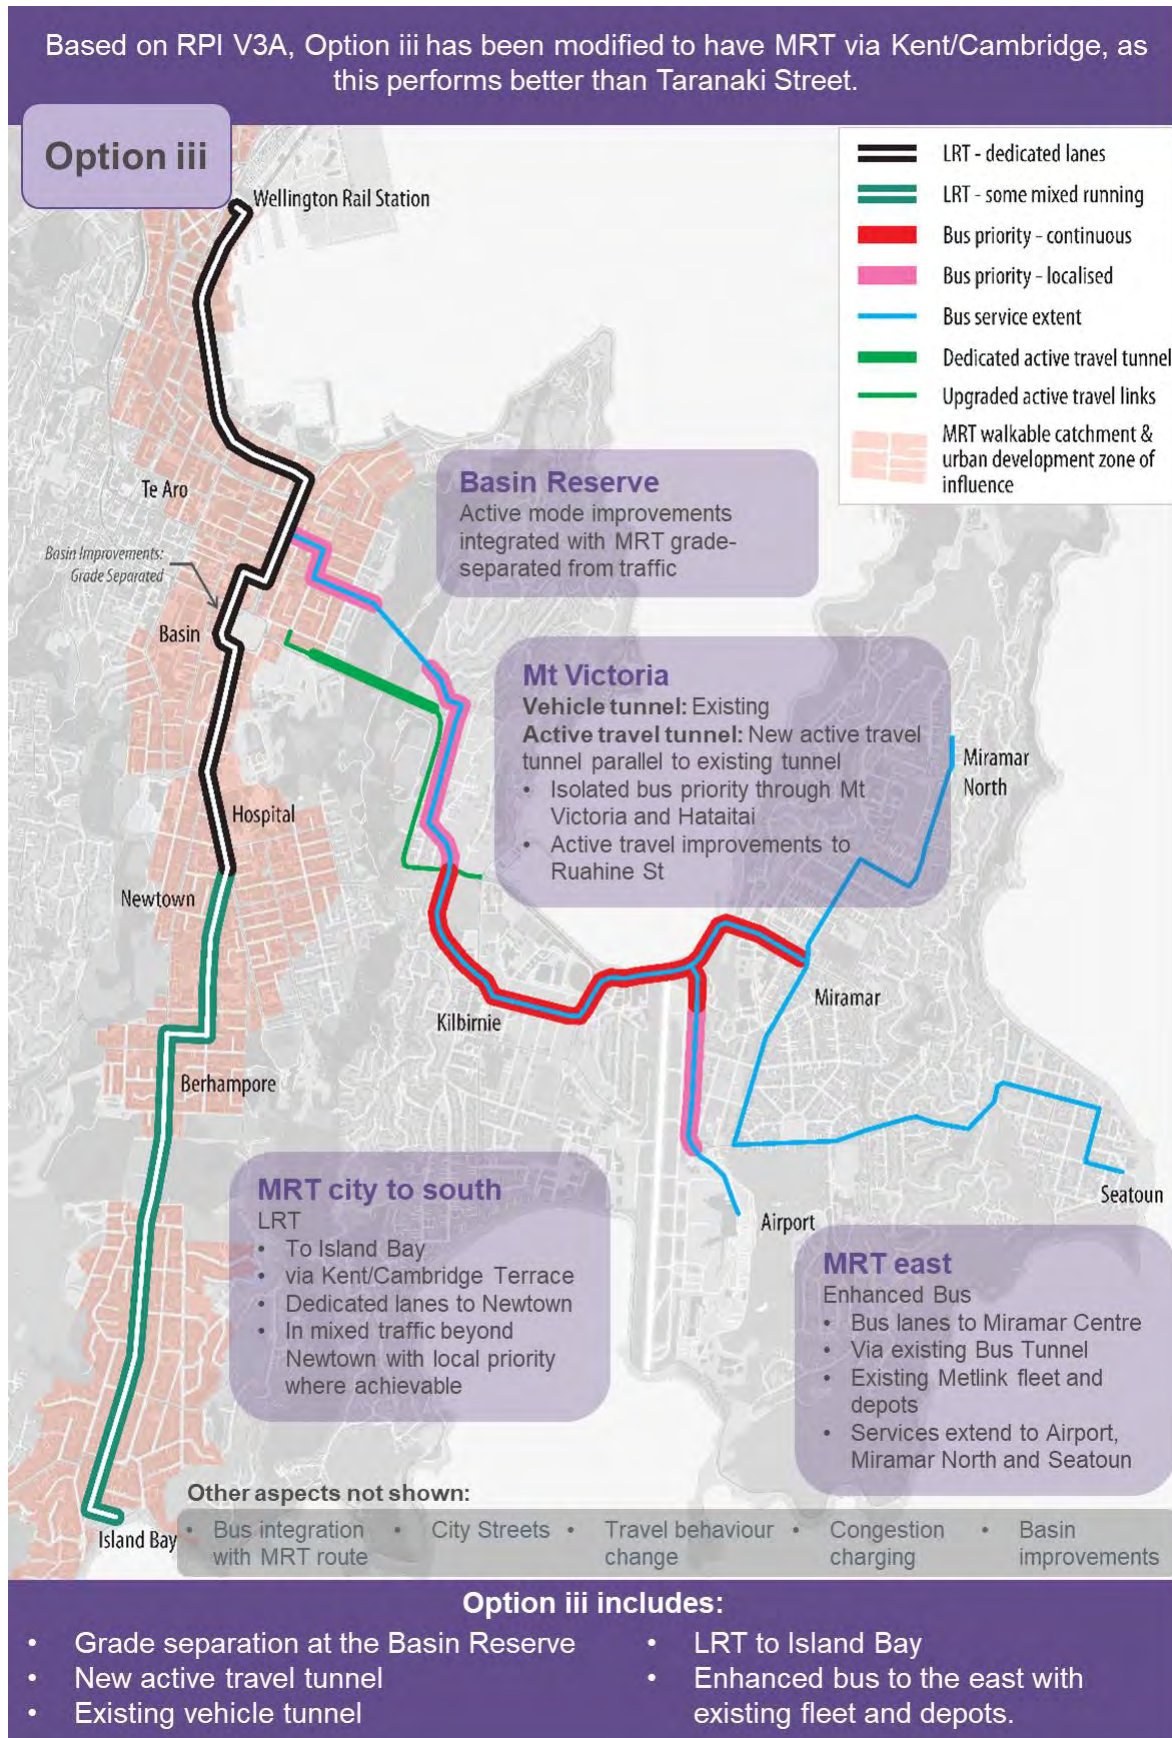 Based on RPI V3A, Option iii has been modified to have MRT via Kent/Cambridge, as
this performs better than Taranaki Street.
Option iii
LRT - dedicated lanes
LRT - some mixed running
Bus priority - continuous
Bus priority - localised
Bus service extent
Dedicated active travel tunnel
Upgraded active travel links
MRT walkable catchment &
urban development zone of
influence
Wellington Rail Station
Te Aro
Basin Improvements:
Grade Separated
Basin
Hospital
Newtown
Berhampore
Island Bay
Kilbirnie
Miramar
Miramar
North
Seatoun
Airport
Basin Reserve
Active mode improvements
integrated with MRT grade-
separated from traffic
Mt Victoria
Vehicle tunnel: Existing
Active travel tunnel: New active travel
tunnel parallel to existing tunnel
• Isolated bus priority through Mt
Victoria and Hataitai
• Active travel improvements to
Ruahine St
MRT city to south
LRT
• To Island Bay
• via Kent/Cambridge Terrace
• Dedicated lanes to Newtown
• In mixed traffic beyond
Newtown with local priority
where achievable
MRT east
Enhanced Bus
• Bus lanes to Miramar Centre
• Via existing Bus Tunnel
• Existing Metlink fleet and
depots
• Services extend to Airport,
Miramar North and Seatoun
Other aspects not shown:
• Bus integration
with MRT route
• City Streets
• Travel behaviour
change
• Congestion
charging
• Basin
improvements
Option iii includes:
• Grade separation at the Basin Reserve
• New active travel tunnel
• Existing vehicle tunnel
• LRT to Island Bay
• Enhanced bus to the east with
existing fleet and depots.